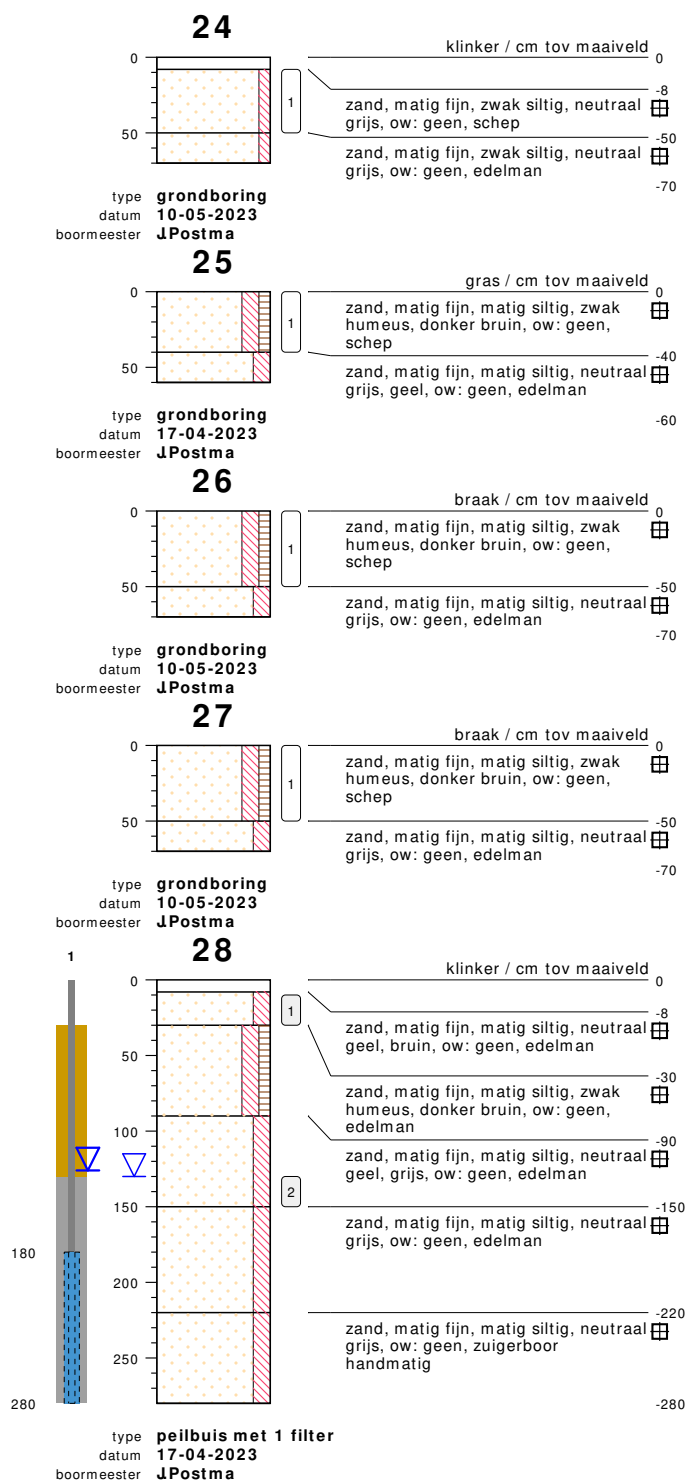 24
klinker / cm tov maaiveld
0
0
-8
1
zand, matig fijn, zwak siltig, neutraal
grijs, ow: geen, schep
50
-50
zand, matig fijn, zwak siltig, neutraal
grijs, ow: geen, edelman
-70
type grondboring
datum 10-05-2023
boormeester J.Postma
25
gras / cm tov maaiveld
0
0
1
zand, matig fijn, matig siltig, zwak
humeus, donker bruin, ow: geen,
schep
-40
50
zand, matig fijn, matig siltig, neutraal
grijs, geel, ow: geen, edelman
-60
type grondboring
datum 17-04-2023
boormeester J.Postma
26
braak / cm tov maaiveld
0
0
1
zand, matig fijn, matig siltig, zwak
humeus, donker bruin, ow: geen,
schep
50
-50
zand, matig fijn, matig siltig, neutraal
grijs, ow: geen, edelman
-70
type grondboring
datum 10-05-2023
boormeester J.Postma
27
braak / cm tov maaiveld
0
0
1
zand, matig fijn, matig siltig, zwak
humeus, donker bruin, ow: geen,
schep
50
-50
zand, matig fijn, matig siltig, neutraal
grijs, ow: geen, edelman
-70
type grondboring
datum 10-05-2023
boormeester J.Postma
28
1
klinker / cm tov maaiveld
0
0
1
-8
zand, matig fijn, matig siltig, neutraal
geel, bruin, ow: geen, edelman
50
-30
zand, matig fijn, matig siltig, zwak
humeus, donker bruin, ow: geen,
edelman
100
-90
zand, matig fijn, matig siltig, neutraal
geel, grijs, ow: geen, edelman
2
150
-150
zand, matig fijn, matig siltig, neutraal
grijs, ow: geen, edelman
180
200
-220
zand, matig fijn, matig siltig, neutraal
grijs, ow: geen, zuigerboor
handmatig
250
280
-280
type peilbuis met 1 filter
datum 17-04-2023
boormeester J.Postma